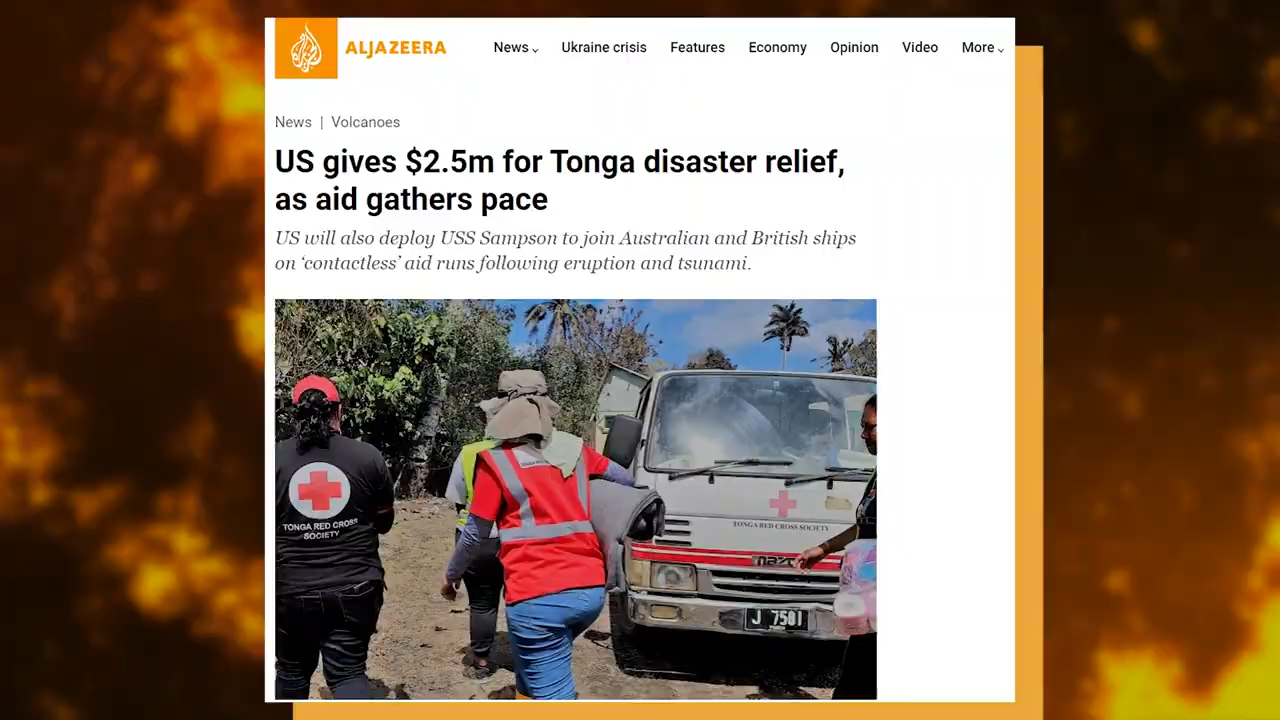 ALJAZEERA
News Ukraine crisis Features Economy Opinion Video More
News | Volcanoes
US gives $2.5m for Tonga disaster relief,
as aid gathers pace
US will also deploy USS Sampson to join Australian and British ships
on ‘contactless’ aid runs following eruption and tsunami.
TONGA RED CROSS
SOCIETY
TONGA RED CROSS SOCIETY
J 7501